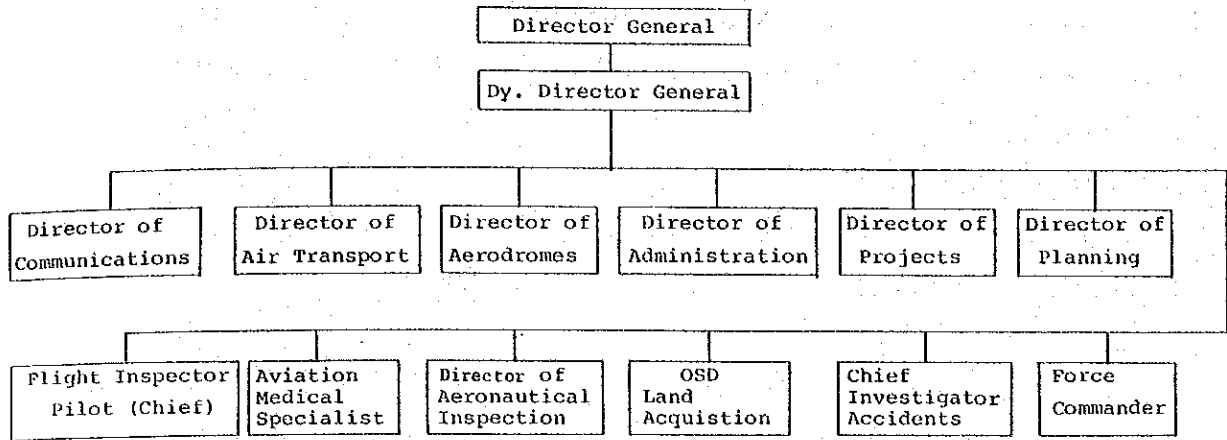 Director General
Dy. Director General
Director of
Communications
Director of
Air Transport
Director of
Aerodromes
Director of
Administration
Director of
Projects
Director of
Planning
Flight Inspector
Pilot (Chief)
Aviation
Medical
Specialist
Director of
Aeronautical
Inspection
OSD
Land
Acquistion
Chief
Investigator
Accidents
Force
Commander